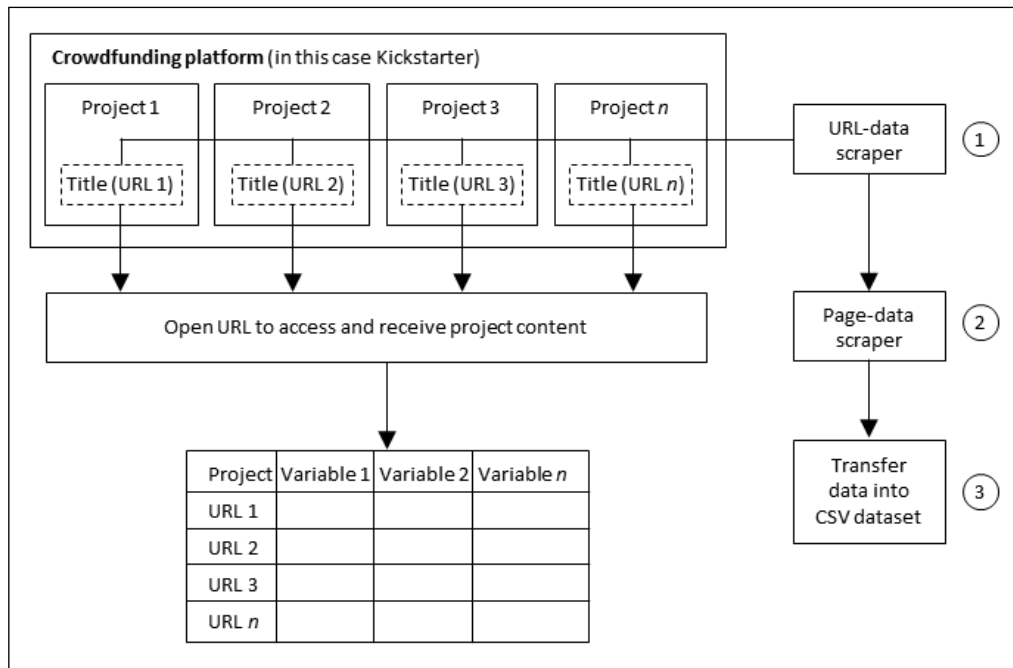 Crowdfunding platform (in this case Kickstarter)
Project 1
Project 2
Project 3
Project n
Title (URL 1)
Title (URL 2)
Title (URL 3)
Title (URL n)
URL-data
scraper
1
Open URL to access and receive project content
Page-data
scraper
2
Project Variable 1 Variable 2 Variable n
URL 1
URL 2
URL 3
URL n
Transfer
data into
CSV dataset
3